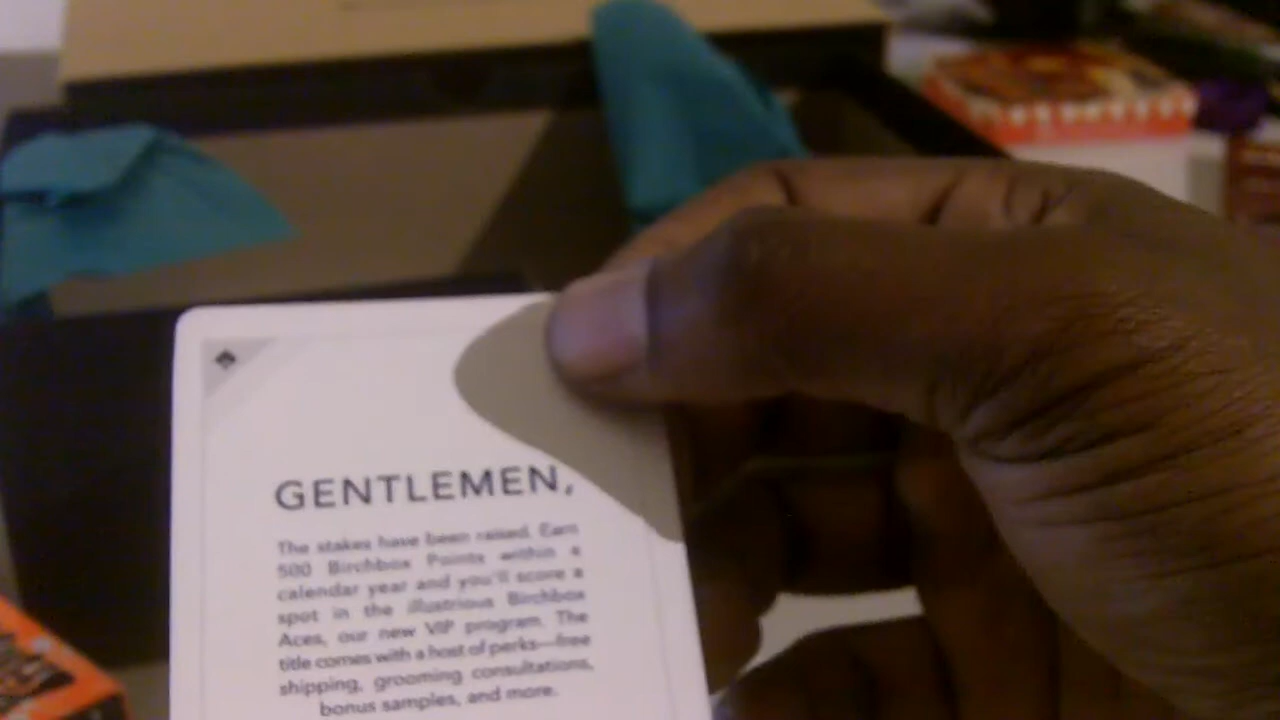 GENTLEMEN,
The stakes have been raised. Earn
500 Birchbox Points within a
calendar year and you'll score a
spot in the illustrious Birchbox
Aces, our new VIP program. The
title comes with a host of perks—free
shipping, grooming consultations,
bonus samples, and more.